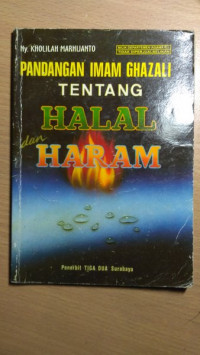 Ny. KHOLILAH MARHIJANTO
PANDANGAN IMAM GHAZALI
TENTANG
HALAL
dan
HARAM
Penerbit TIGA DUA Surabaya